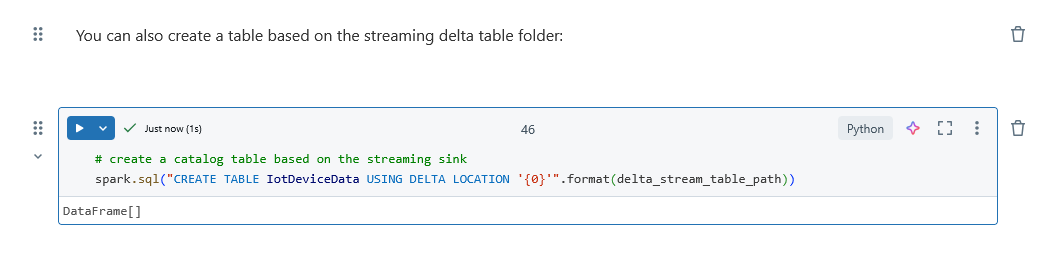 You can also create a table based on the streaming delta table folder:
Just now (1s)
46
Python
# create a catalog table based on the streaming sink
spark.sql("CREATE TABLE IotDeviceData USING DELTA LOCATION '{0}'".format(delta_stream_table_path))
DataFrame[]